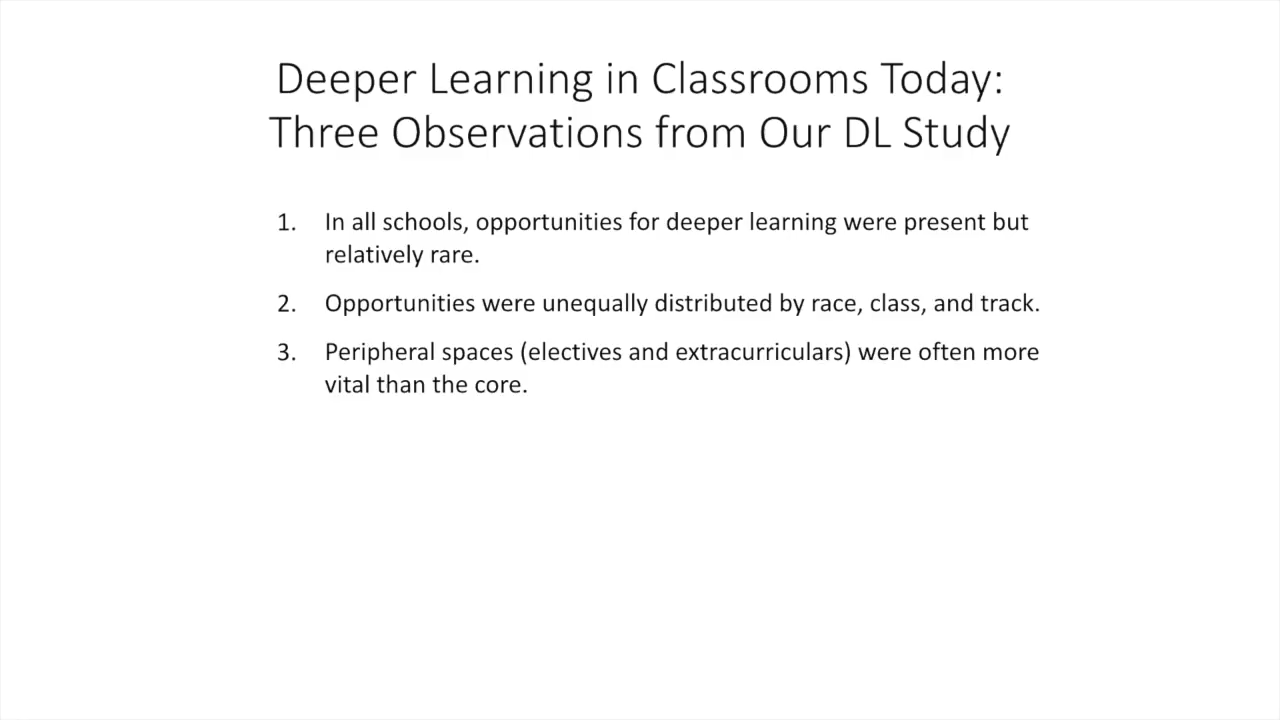 Deeper Learning in Classrooms Today:
Three Observations from Our DL Study
1. In all schools, opportunities for deeper learning were present but
relatively rare.
2. Opportunities were unequally distributed by race, class, and track.
3. Peripheral spaces (electives and extracurriculars) were often more
vital than the core.